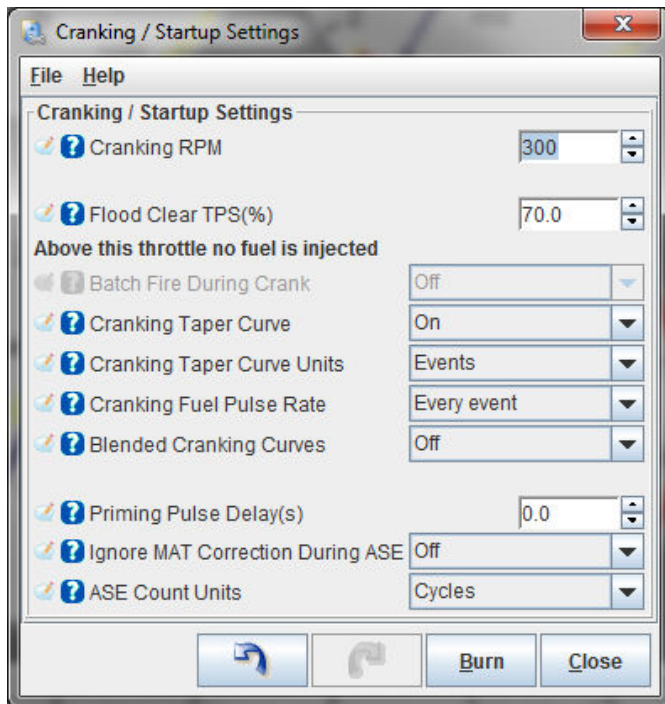 Cranking / Startup Settings
File Help
Cranking / Startup Settings
Cranking RPM 300
Flood Clear TPS(%) 70.0
Above this throttle no fuel is injected
Batch Fire During Crank Off
Cranking Taper Curve On
Cranking Taper Curve Units Events
Cranking Fuel Pulse Rate Every event
Blended Cranking Curves Off
Priming Pulse Delay(s) 0.0
Ignore MAT Correction During ASE Off
ASE Count Units Cycles
Burn Close